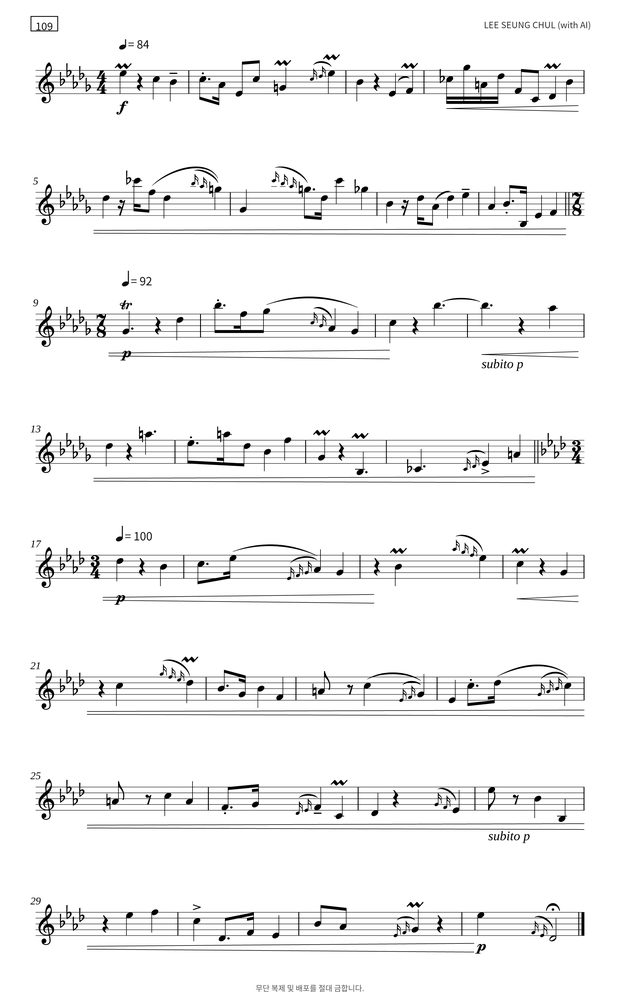 109
LEE SEUNG CHUL (with AI)
= 84
f
5
= 92
9
tr
p
subito p
13
= 100
17
p
21
25
subito p
29
p
무단 복제 및 배포를 절대 금합니다.